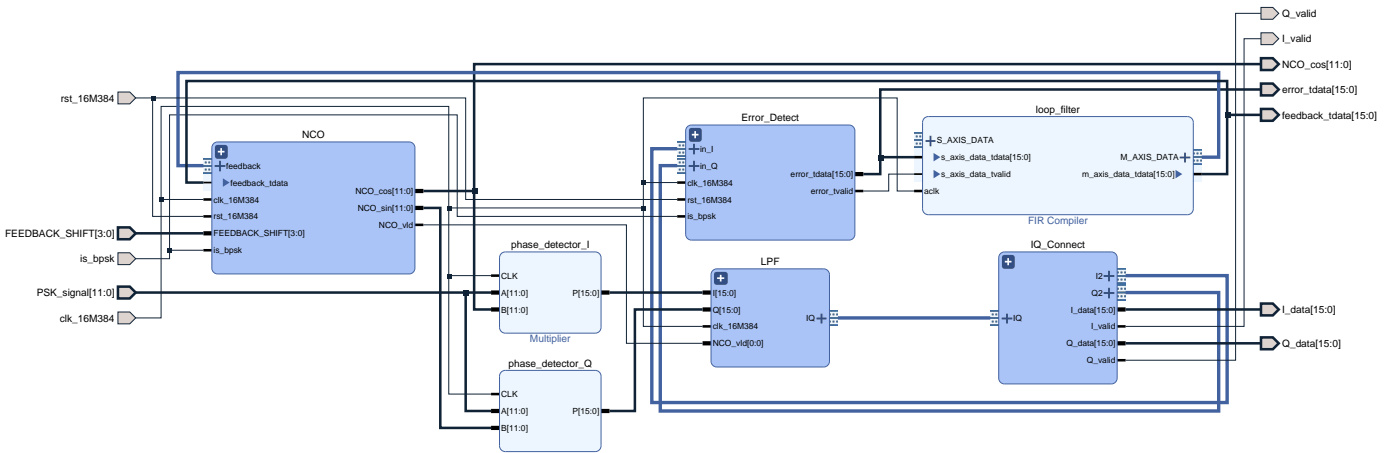 rst_16M384
FEEDBACK_SHIFT[3:0]
is_bpsk
PSK_signal[11:0]
clk_16M384
NCO
feedback
feedback_tdata
clk_16M384
rst_16M384
FEEDBACK_SHIFT[3:0]
is_bpsk
NCO_cos[11:0]
NCO_sin[11:0]
NCO_vld
phase_detector_I
CLK
A[11:0]
B[11:0]
P[15:0]
Multiplier
phase_detector_Q
CLK
A[11:0]
B[11:0]
P[15:0]
Error_Detect
in_I
in_Q
clk_16M384
rst_16M384
is_bpsk
error_tdata[15:0]
error_tvalid
LPF
I[15:0]
Q[15:0]
clk_16M384
NCO_vld[0:0]
IQ
loop_filter
S_AXIS_DATA
s_axis_data_tdata[15:0]
s_axis_data_tvalid
aclk
M_AXIS_DATA
m_axis_data_tdata[15:0]
FIR Compiler
IQ_Connect
IQ
I2
Q2
I_data[15:0]
I_valid
Q_data[15:0]
Q_valid
Q_valid
I_valid
NCO_cos[11:0]
error_tdata[15:0]
feedback_tdata[15:0]
I_data[15:0]
Q_data[15:0]